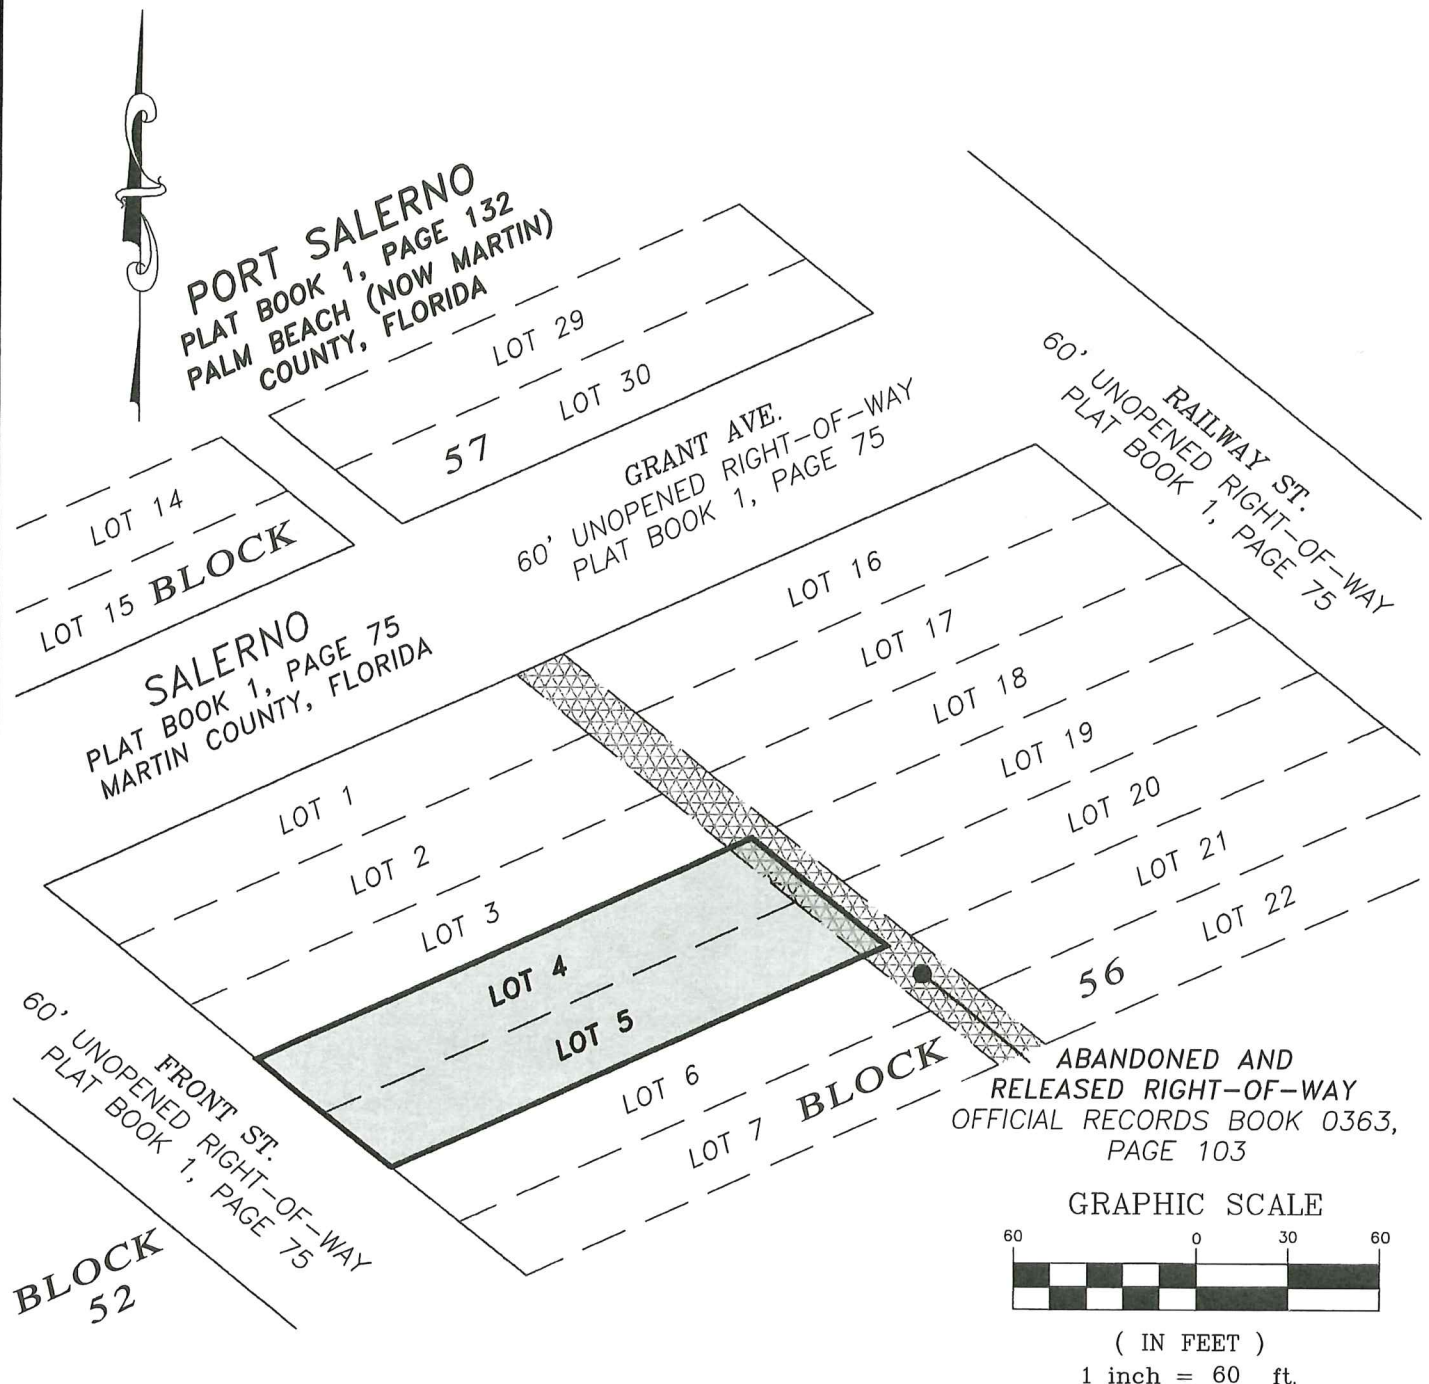 PORT SALERNO
PLAT BOOK 1, PAGE 132
PALM BEACH (NOW MARTIN)
COUNTY, FLORIDA
LOT 29
LOT 30
57
LOT 14
LOT 15 BLOCK
GRANT AVE.
60' UNOPENED RIGHT-OF-WAY
PLAT BOOK 1, PAGE 75
RAILWAY ST.
60' UNOPENED RIGHT-OF-WAY
PLAT BOOK 1, PAGE 75
SALERNO
PLAT BOOK 1, PAGE 75
MARTIN COUNTY, FLORIDA
LOT 16
LOT 17
LOT 18
LOT 19
LOT 20
LOT 21
LOT 22
56
LOT 1
LOT 2
LOT 3
LOT 4
LOT 5
LOT 6
LOT 7 BLOCK
FRONT ST.
60' UNOPENED RIGHT-OF-WAY
PLAT BOOK 1, PAGE 75
BLOCK
52
ABANDONED AND
RELEASED RIGHT-OF-WAY
OFFICIAL RECORDS BOOK 0363,
PAGE 103
GRAPHIC SCALE
60 0 30 60
( IN FEET )
1 inch = 60 ft.